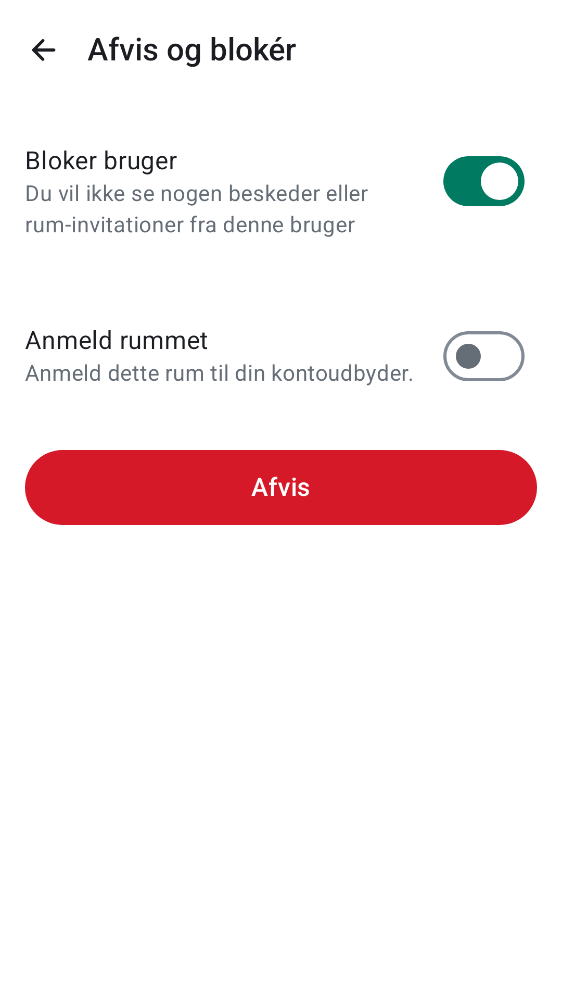 Afvis og blokér
Bloker bruger
Du vil ikke se nogen beskeder eller
rum-invitationer fra denne bruger
Anmeld rummet
Anmeld dette rum til din kontoudbyder.
Afvis